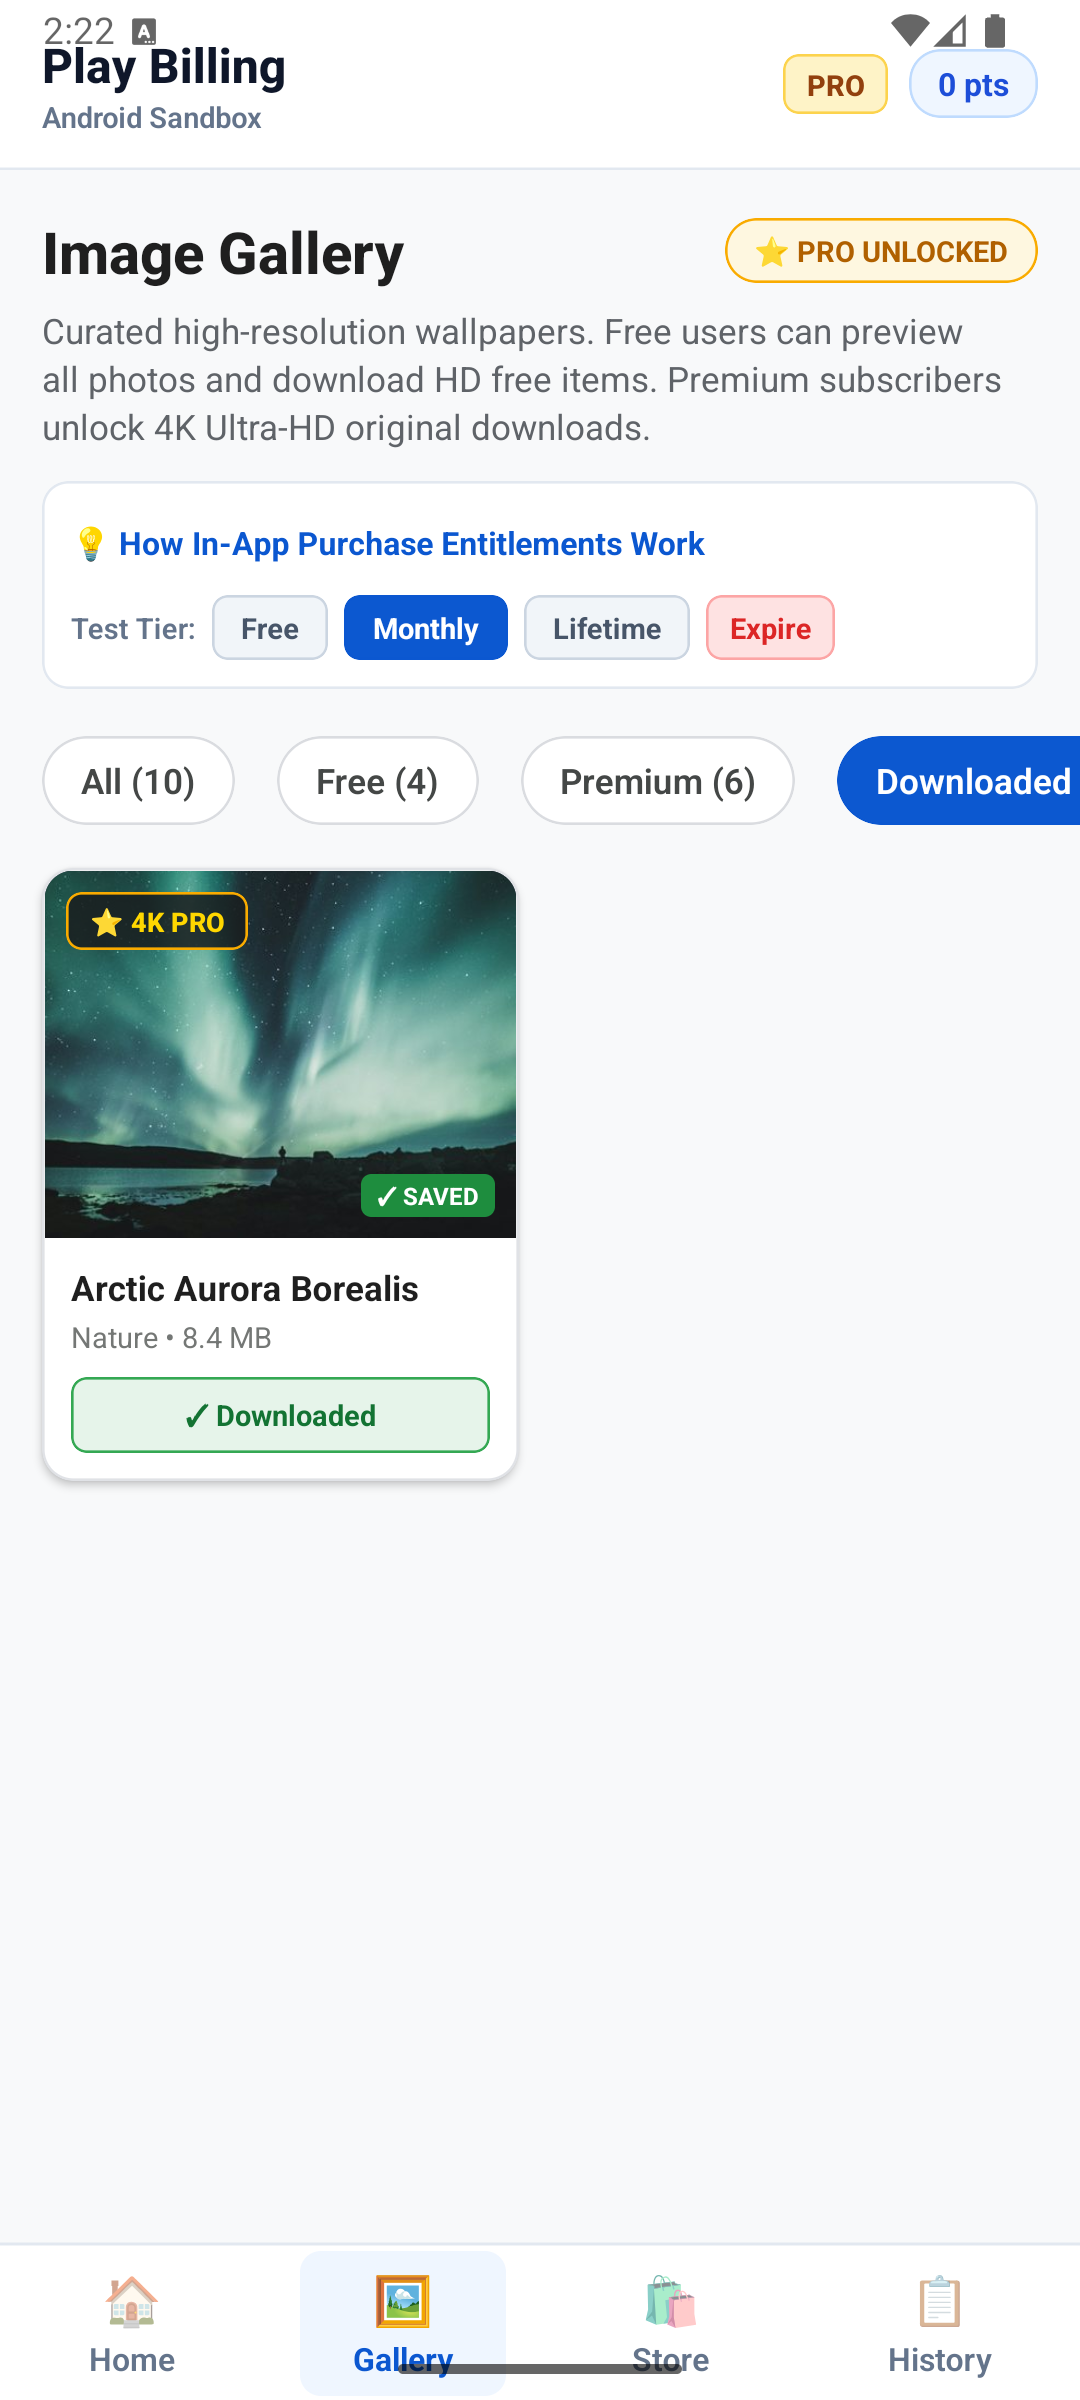 2:22
Play Billing
Android Sandbox
PRO
0 pts
Image Gallery
⭐ PRO UNLOCKED
Curated high-resolution wallpapers. Free users can preview
all photos and download HD free items. Premium subscribers
unlock 4K Ultra-HD original downloads.
💡 How In-App Purchase Entitlements Work
Test Tier: Free Monthly Lifetime Expire
All (10) Free (4) Premium (6) Downloaded
⭐ 4K PRO
✓ SAVED
Arctic Aurora Borealis
Nature • 8.4 MB
✓ Downloaded
Home Gallery Store History